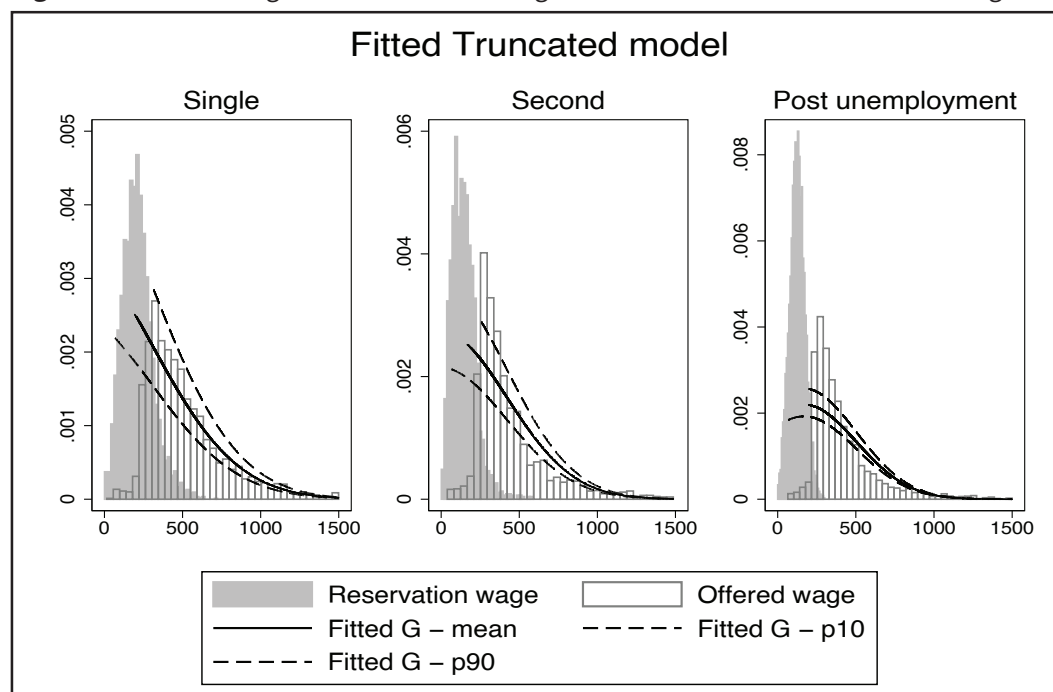 Fitted Truncated model
Single Second Post unemployment
.005
.004
.003
.002
.001
0
0 500 1000 1500
.006
.004
.002
0
0 500 1000 1500
.008
.006
.004
.002
0
0 500 1000 1500
Reservation wage Offered wage
Fitted G − mean Fitted G − p10
Fitted G − p90